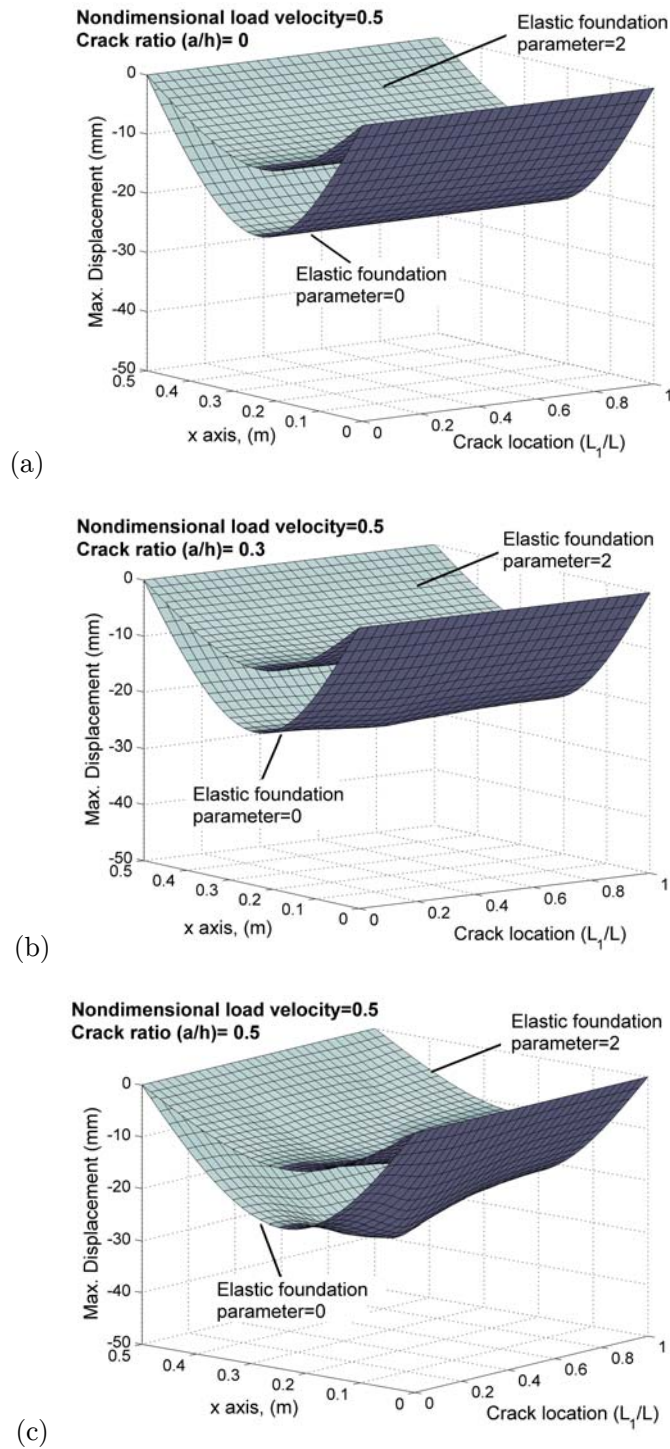 Nondimensional load velocity=0.5
Crack ratio (a/h)= 0
Elastic foundation
parameter=2
0
-10
-20
-30
-40
-50
Max. Displacement (mm)
Elastic foundation
parameter=0
0.5
0.4
0.3
0.2
0.1
0
x axis, (m)
0
0.2
0.4
0.6
0.8
1
Crack location (L1/L)
(a)
Nondimensional load velocity=0.5
Crack ratio (a/h)= 0.3
Elastic foundation
parameter=2
0
-10
-20
-30
-40
-50
Max. Displacement (mm)
Elastic foundation
parameter=0
0.5
0.4
0.3
0.2
0.1
0
x axis, (m)
0
0.2
0.4
0.6
0.8
1
Crack location (L1/L)
(b)
Nondimensional load velocity=0.5
Crack ratio (a/h)= 0.5
Elastic foundation
parameter=2
0
-10
-20
-30
-40
-50
Max. Displacement (mm)
Elastic foundation
parameter=0
0.5
0.4
0.3
0.2
0.1
0
x axis, (m)
0
0.2
0.4
0.6
0.8
1
Crack location (L1/L)
(c)